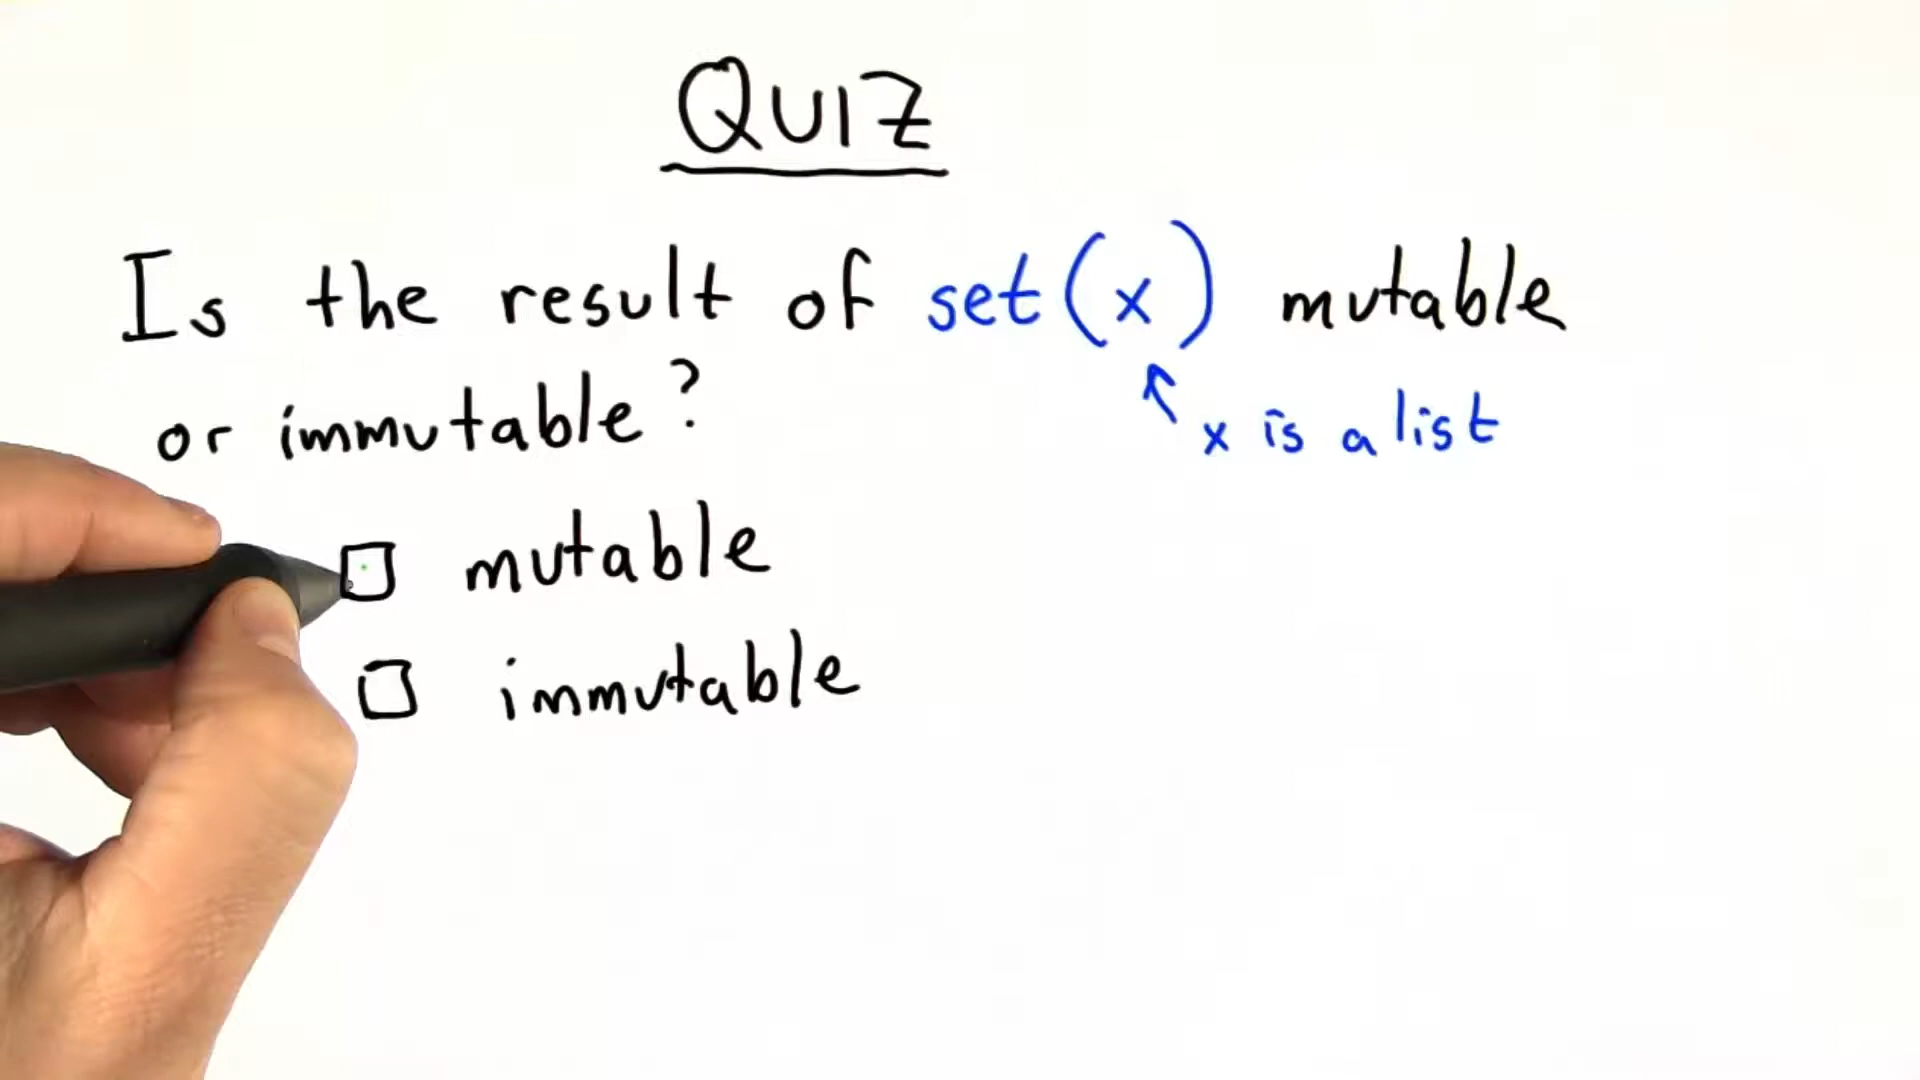 QUIZ
Is the result of set(x) mutable
or immutable?
x is a list
mutable
immutable